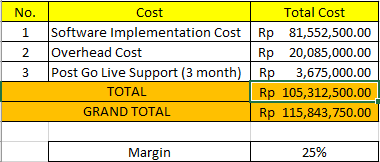 No. Cost Total Cost
1 Software Implementation Cost Rp 81,552,500.00
2 Overhead Cost Rp 20,085,000.00
3 Post Go Live Support (3 month) Rp 3,675,000.00
TOTAL Rp 105,312,500.00
GRAND TOTAL Rp 115,843,750.00
Margin 25%